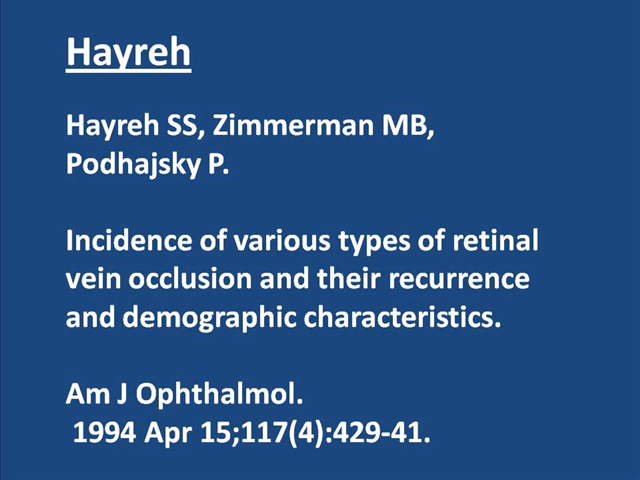 Hayreh
Hayreh SS, Zimmerman MB,
Podhajsky P.
Incidence of various types of retinal
vein occlusion and their recurrence
and demographic characteristics.
Am J Ophthalmol.
1994 Apr 15;117(4):429-41.